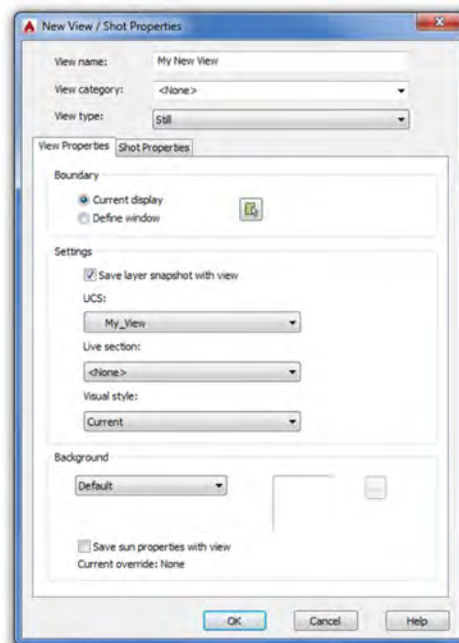 New View / Shot Properties
View name: My New View
View category: <None>
View type: Still
View Properties Shot Properties
Boundary
Current display
Define window
Settings
Save layer snapshot with view
UCS:
My_View
Live section:
<None>
Visual style:
Current
Background
Default
...
Save sun properties with view
Current override: None
OK Cancel Help